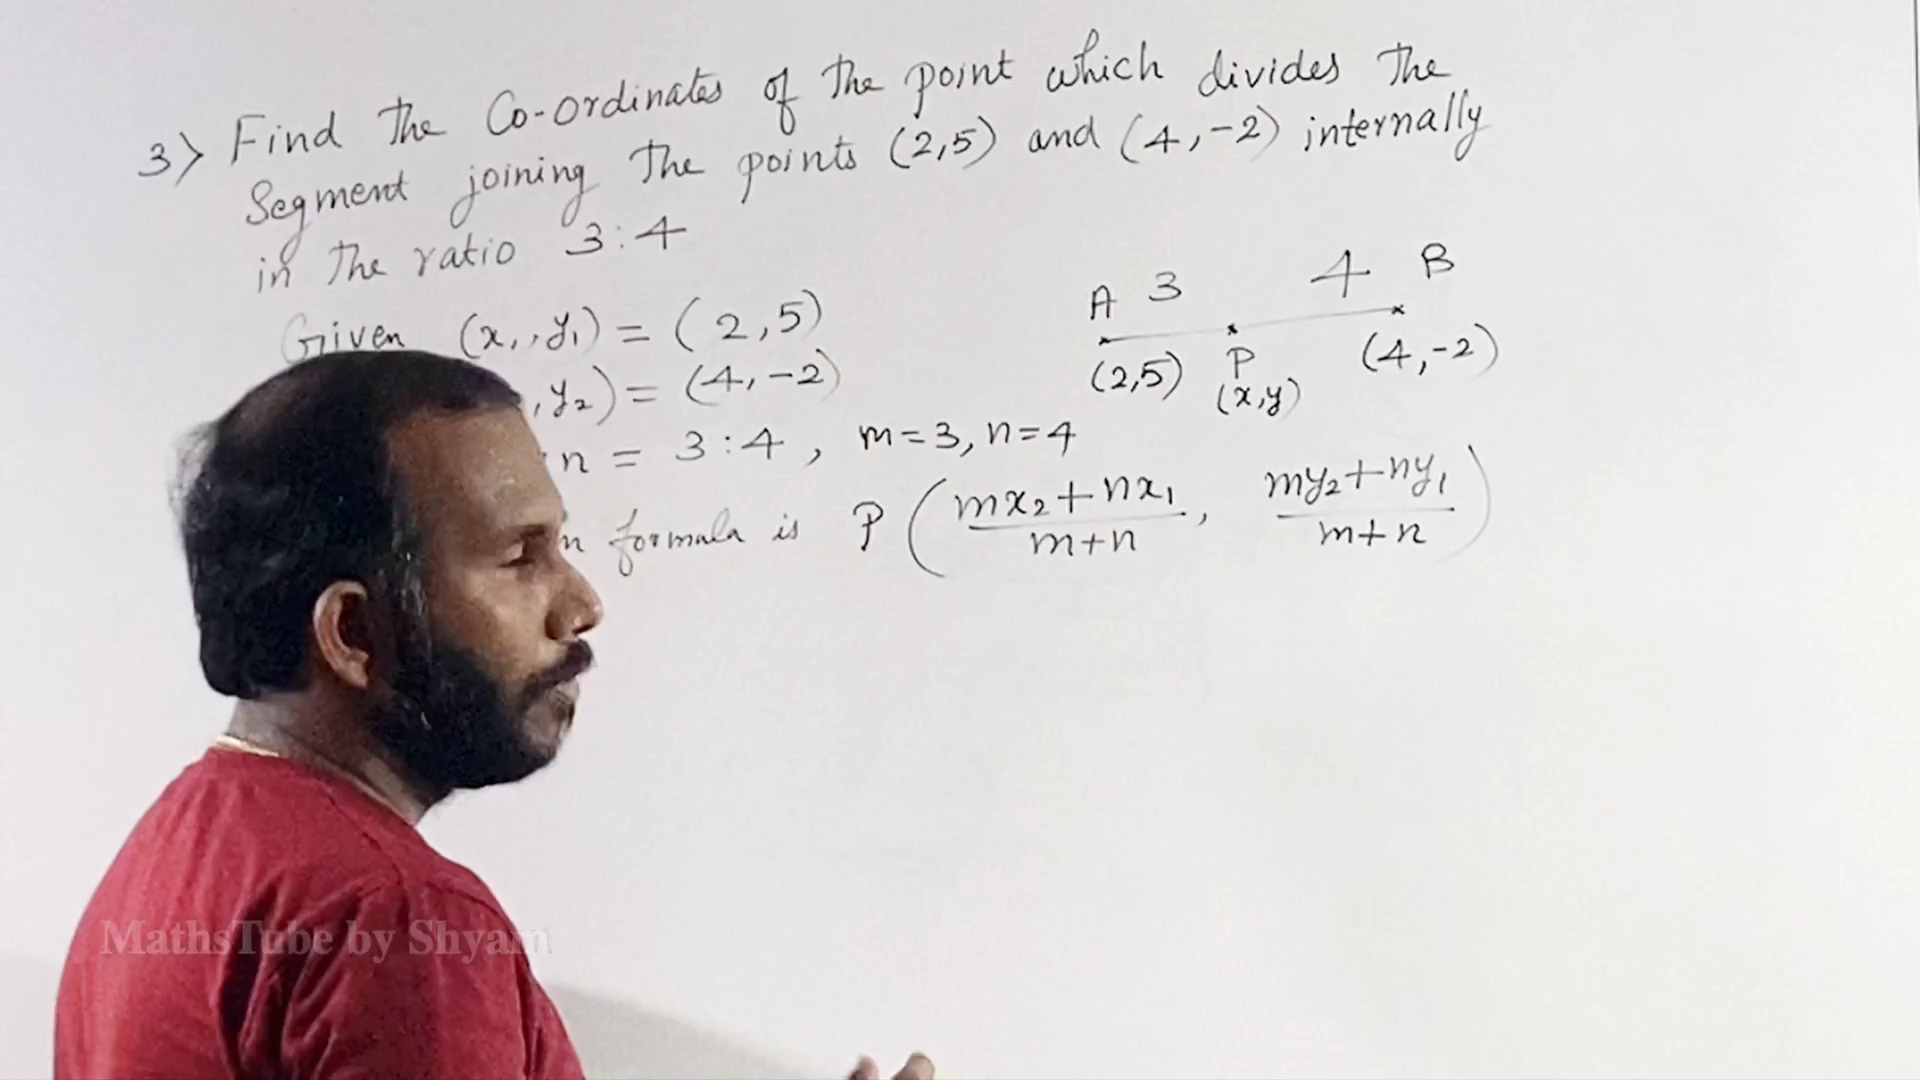 3) Find the Co-ordinates of the point which divides the
Segment joining the points (2,5) and (4,-2) internally
in the ratio 3:4
Given (x₁,y₁) = (2,5)
,y₂) = (4,-2)
n = 3:4 , m=3, n=4
n formula is P ( mx₂+nx₁ / m+n , my₂+ny₁ / m+n )
A 3 4 B
(2,5) P (4,-2)
(x,y)
MathsTube by Shyam